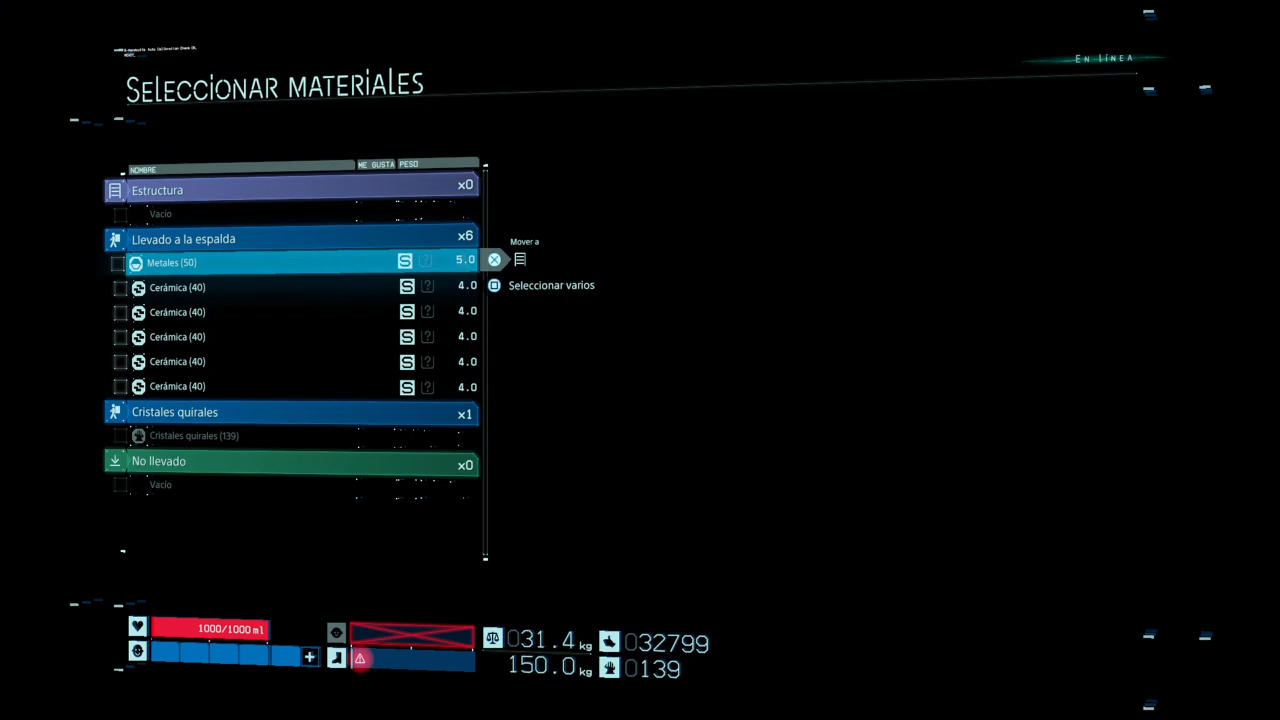 SELECCIONAR MATERIALES
EN LÍNEA
NOMBRE ME GUSTA PESO
Estructura x0
Vacío
Llevado a la espalda x6
Metales (50) S 5.0
Cerámica (40) S 4.0
Cerámica (40) S 4.0
Cerámica (40) S 4.0
Cerámica (40) S 4.0
Cerámica (40) S 4.0
Cristales quirales x1
Cristales quirales (139)
No llevado x0
Vacío
Mover a
Seleccionar varios
1000/1000 ml
031.4 kg
150.0 kg
032799
0139